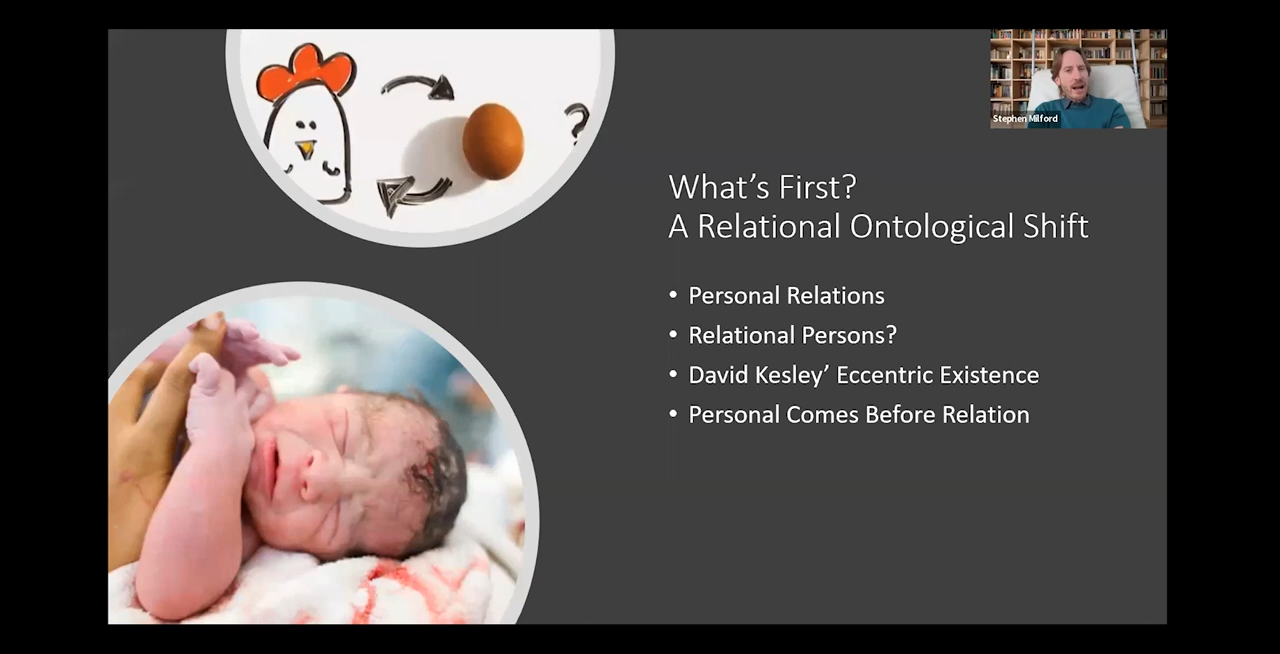 ?
Stephen Milford
What's First?
A Relational Ontological Shift
• Personal Relations
• Relational Persons?
• David Kesley' Eccentric Existence
• Personal Comes Before Relation